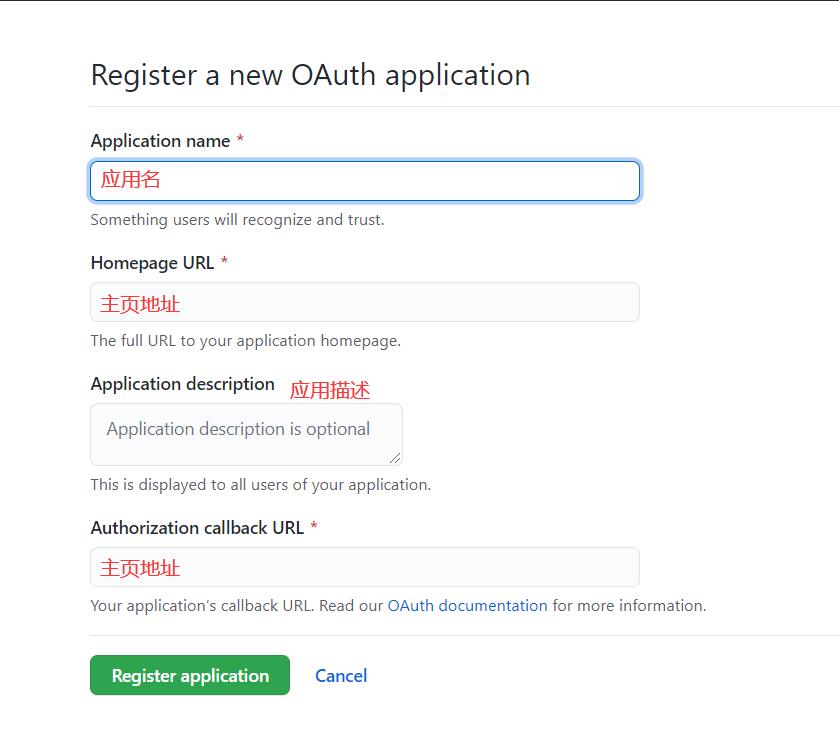 Register a new OAuth application
Application name *
应用名
Something users will recognize and trust.
Homepage URL *
主页地址
The full URL to your application homepage.
Application description 应用描述
Application description is optional
This is displayed to all users of your application.
Authorization callback URL *
主页地址
Your application’s callback URL. Read our OAuth documentation for more information.
Register application Cancel